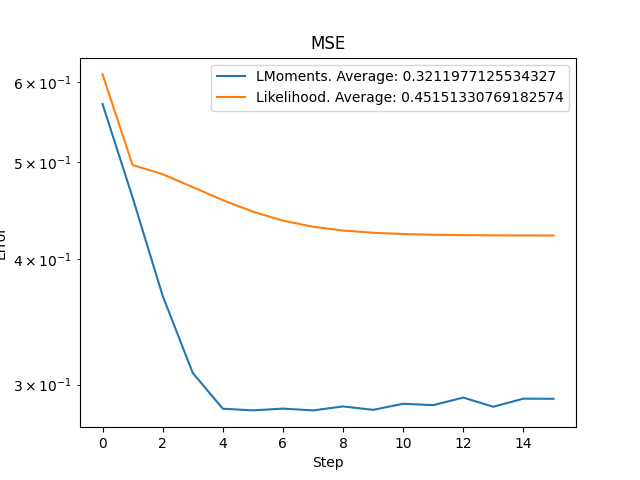 MSE
LMoments. Average: 0.3211977125534327
Likelihood. Average: 0.45151330769182574
6 × 10⁻¹
5 × 10⁻¹
4 × 10⁻¹
3 × 10⁻¹
Error
0 2 4 6 8 10 12 14
Step